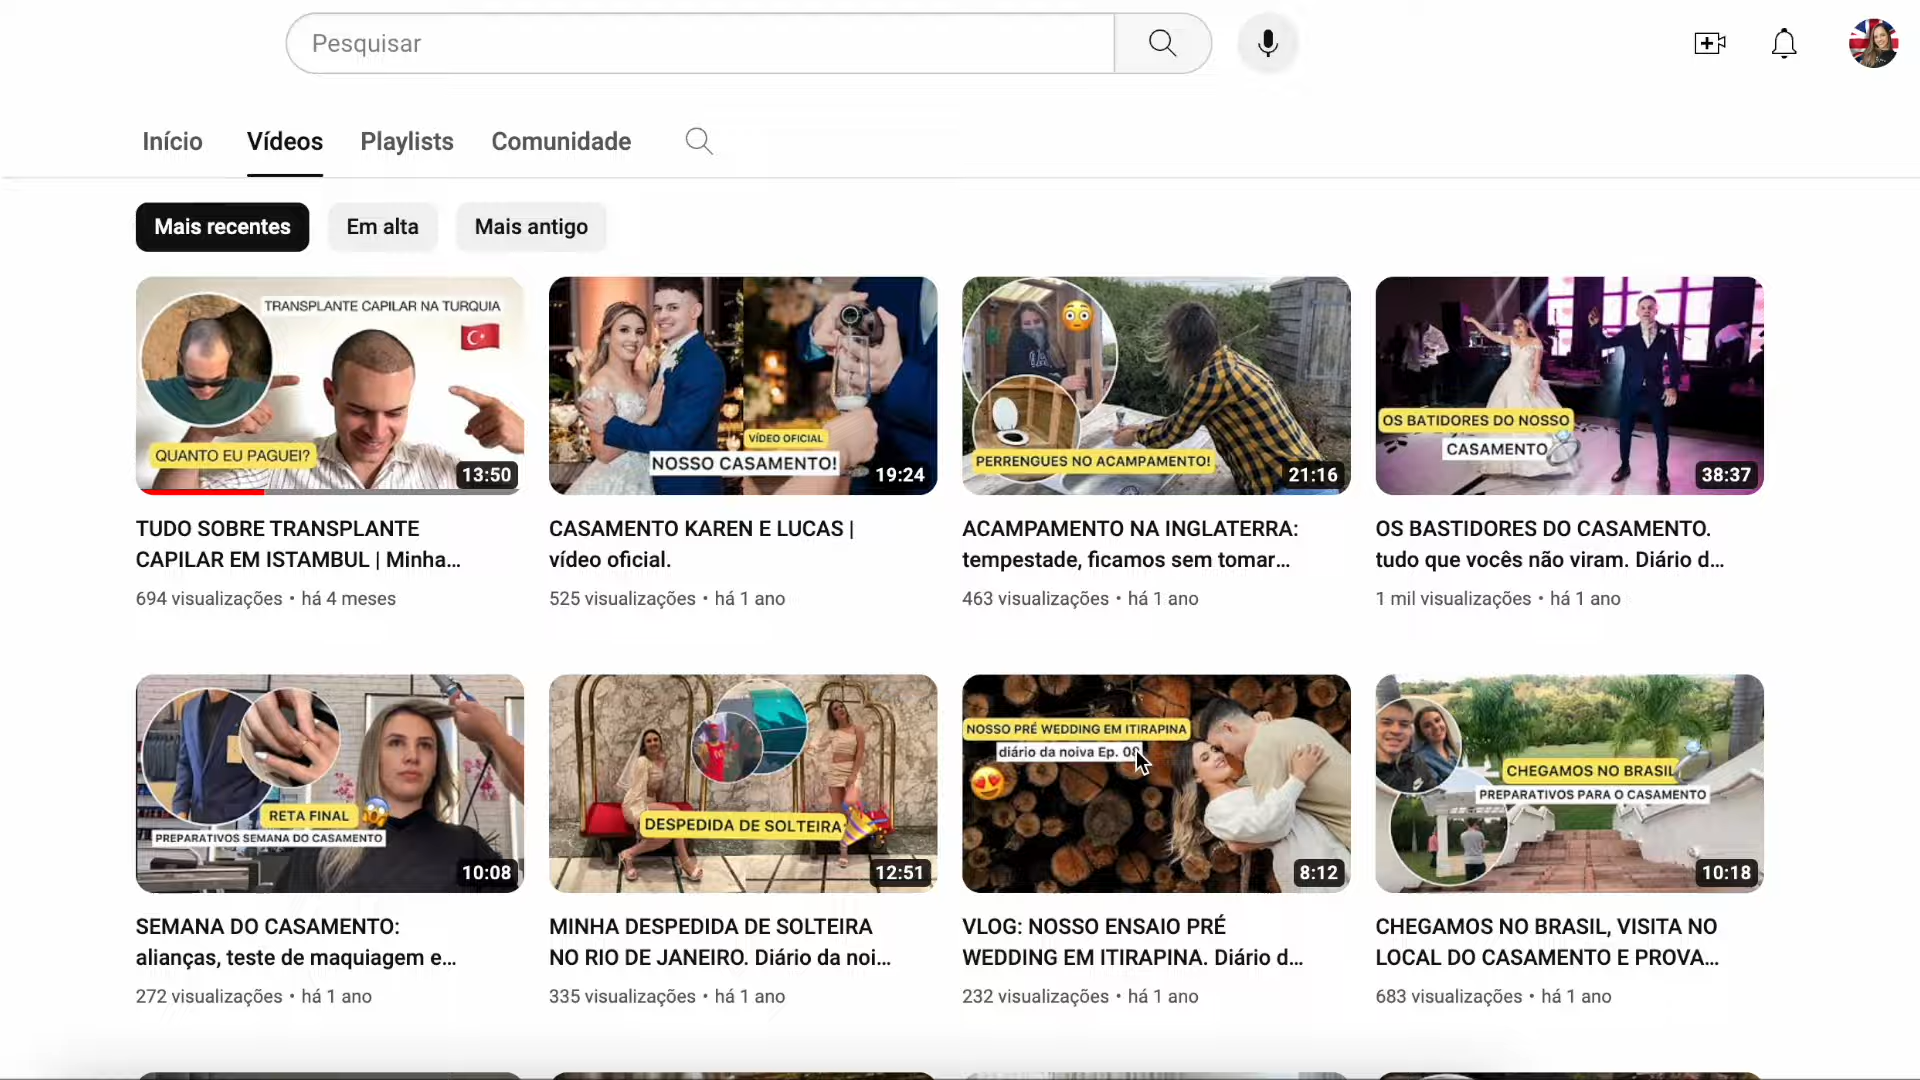 Pesquisar
Início
Vídeos
Playlists
Comunidade
Mais recentes
Em alta
Mais antigo
TRANSPLANTE CAPILAR NA TURQUIA
QUANTO EU PAGUEI?
13:50
VÍDEO OFICIAL
NOSSO CASAMENTO!
19:24
PERRENGUES NO ACAMPAMENTO!
21:16
OS BATIDORES DO NOSSO
CASAMENTO
38:37
TUDO SOBRE TRANSPLANTE
CAPILAR EM ISTAMBUL | Minha...
694 visualizações • há 4 meses
CASAMENTO KAREN E LUCAS |
vídeo oficial.
525 visualizações • há 1 ano
ACAMPAMENTO NA INGLATERRA:
tempestade, ficamos sem tomar...
463 visualizações • há 1 ano
OS BASTIDORES DO CASAMENTO.
tudo que vocês não viram. Diário d...
1 mil visualizações • há 1 ano
RETA FINAL
PREPARATIVOS SEMANA DO CASAMENTO
10:08
DESPEDIDA DE SOLTEIRA
12:51
NOSSO PRÉ WEDDING EM ITIRAPINA
diário da noiva Ep. 08
8:12
CHEGAMOS NO BRASIL
PREPARATIVOS PARA O CASAMENTO
10:18
SEMANA DO CASAMENTO:
alianças, teste de maquiagem e...
272 visualizações • há 1 ano
MINHA DESPEDIDA DE SOLTEIRA
NO RIO DE JANEIRO. Diário da noi...
335 visualizações • há 1 ano
VLOG: NOSSO ENSAIO PRÉ
WEDDING EM ITIRAPINA. Diário d...
232 visualizações • há 1 ano
CHEGAMOS NO BRASIL, VISITA NO
LOCAL DO CASAMENTO E PROVA...
683 visualizações • há 1 ano